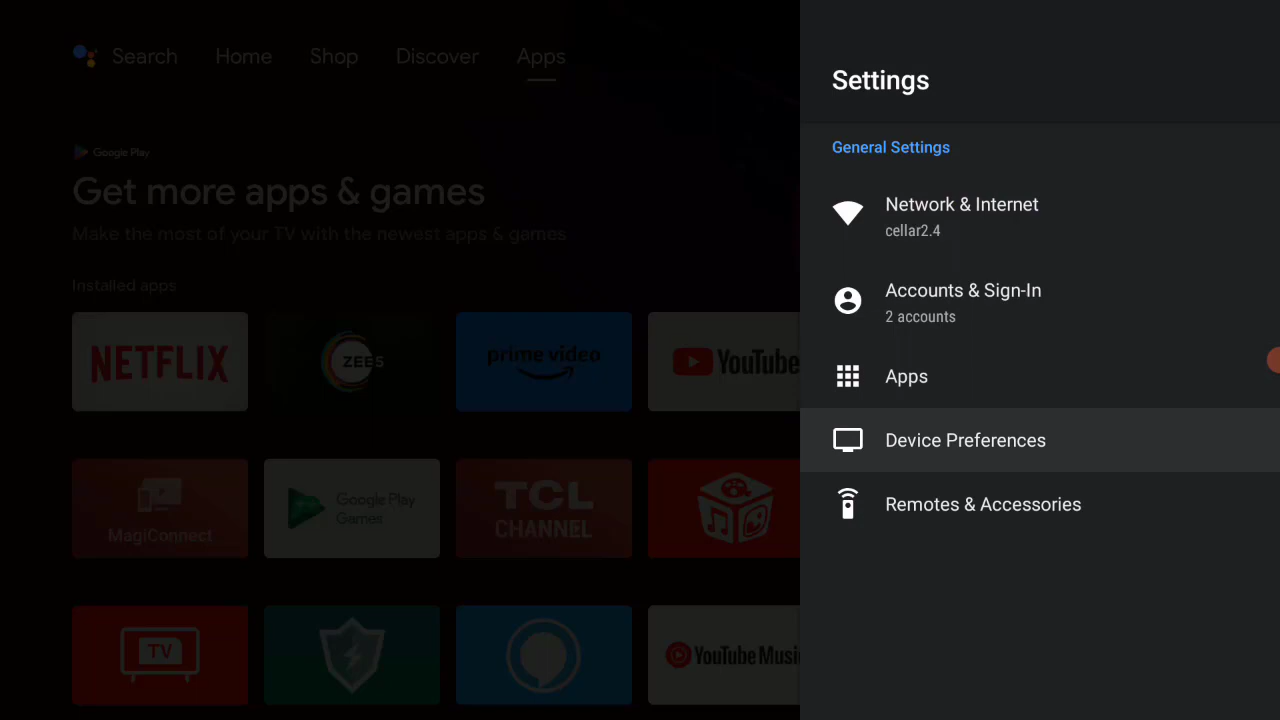 Search Home Shop Discover Apps
Google Play
Get more apps & games
Make the most of your TV with the newest apps & games
Installed apps
NETFLIX
ZEE5
prime video
YouTube
MagiConnect
Google Play
Games
TCL
CHANNEL
TV
YouTube Music
Settings
General Settings
Network & Internet
cellar2.4
Accounts & Sign-In
2 accounts
Apps
Device Preferences
Remotes & Accessories